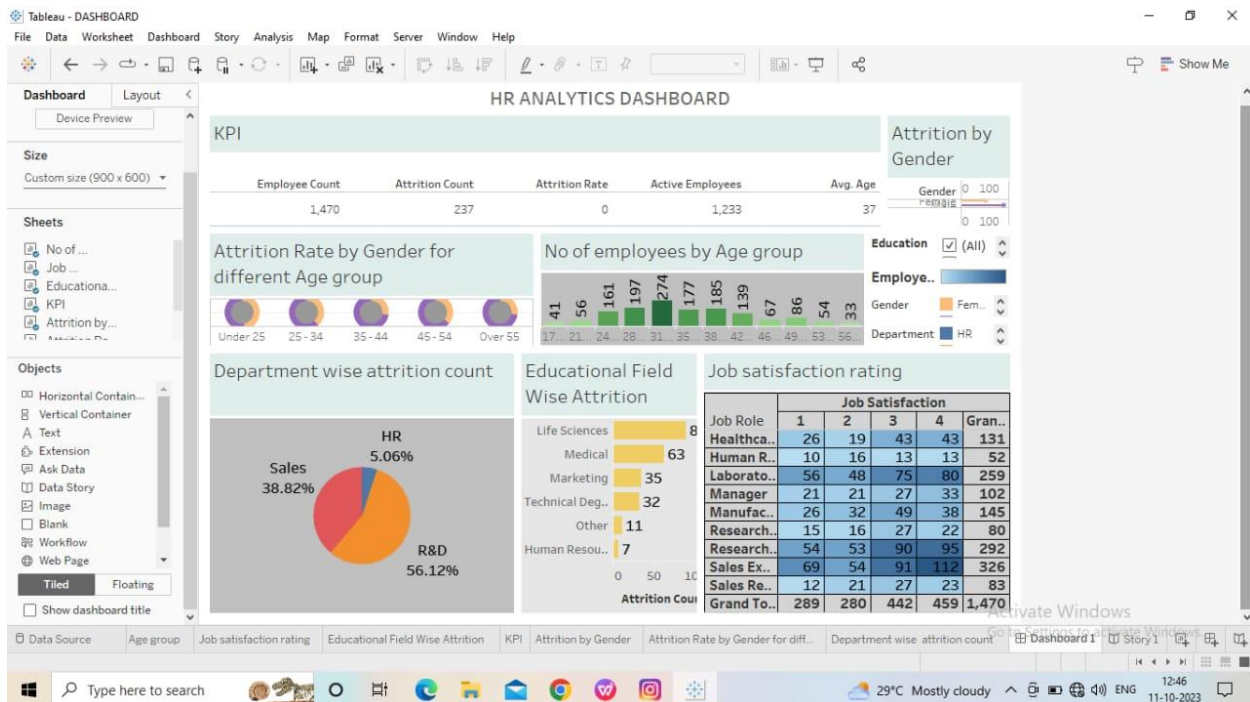 Tableau - DASHBOARD
File Data Worksheet Dashboard Story Analysis Map Format Server Window Help
Show Me
Dashboard Layout
Device Preview
Size
Custom size (900 x 600)
Sheets
No of ...
Job ...
Educationa...
KPI
Attrition by...
Objects
Horizontal Contain...
Vertical Container
Text
Extension
Ask Data
Data Story
Image
Blank
Workflow
Web Page
Tiled Floating
Show dashboard title
HR ANALYTICS DASHBOARD
KPI
Employee Count Attrition Count Attrition Rate Active Employees Avg. Age
1,470 237 0 1,233 37
Attrition by
Gender
Gender 0 100
Female
0 100
Attrition Rate by Gender for
different Age group
Under 25 25 - 34 35 - 44 45 - 54 Over 55
No of employees by Age group
41 56 161 197 274 177 185 139 67 86 54 33
17... 21... 24... 28... 31... 35... 38... 42... 46... 49... 53... 56...
Education (All)
Employe..
Gender Fem...
Department HR
Department wise attrition count
HR
5.06%
Sales
38.82%
R&D
56.12%
Educational Field
Wise Attrition
Life Sciences 8
Medical 63
Marketing 35
Technical Deg.. 32
Other 11
Human Resou.. 7
0 50 10
Attrition Coun
Job satisfaction rating
Job Satisfaction
Job Role 1 2 3 4 Gran..
Healthca.. 26 19 43 43 131
Human R.. 10 16 13 13 52
Laborato.. 56 48 75 80 259
Manager 21 21 27 33 102
Manufac.. 26 32 49 38 145
Research.. 15 16 27 22 80
Research.. 54 53 90 95 292
Sales Ex.. 69 54 91 112 326
Sales Re.. 12 21 27 23 83
Grand To.. 289 280 442 459 1,470
Activate Windows
Go to Settings to activate Windows.
Data Source Age group Job satisfaction rating Educational Field Wise Attrition KPI Attrition by Gender Attrition Rate by Gender for diff... Department wise attrition count Dashboard 1 Story 1
Type here to search
29°C Mostly cloudy ENG
12:46
11-10-2023